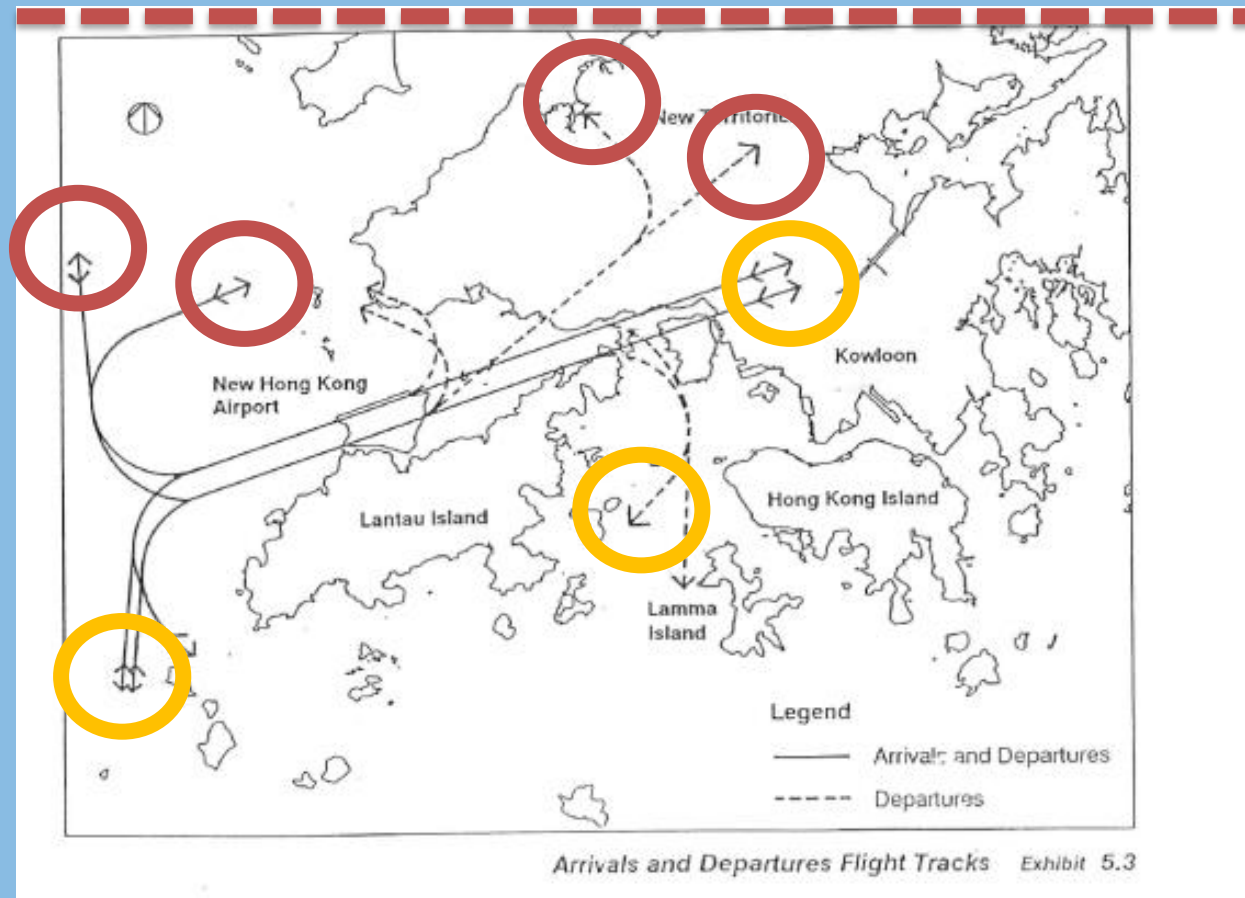 New Territorie
New Hong Kong
Airport
Kowloon
Lantau Island
Hong Kong Island
Lamma
Island
Legend
Arrivals and Departures
Departures
Arrivals and Departures Flight Tracks Exhibit 5.3